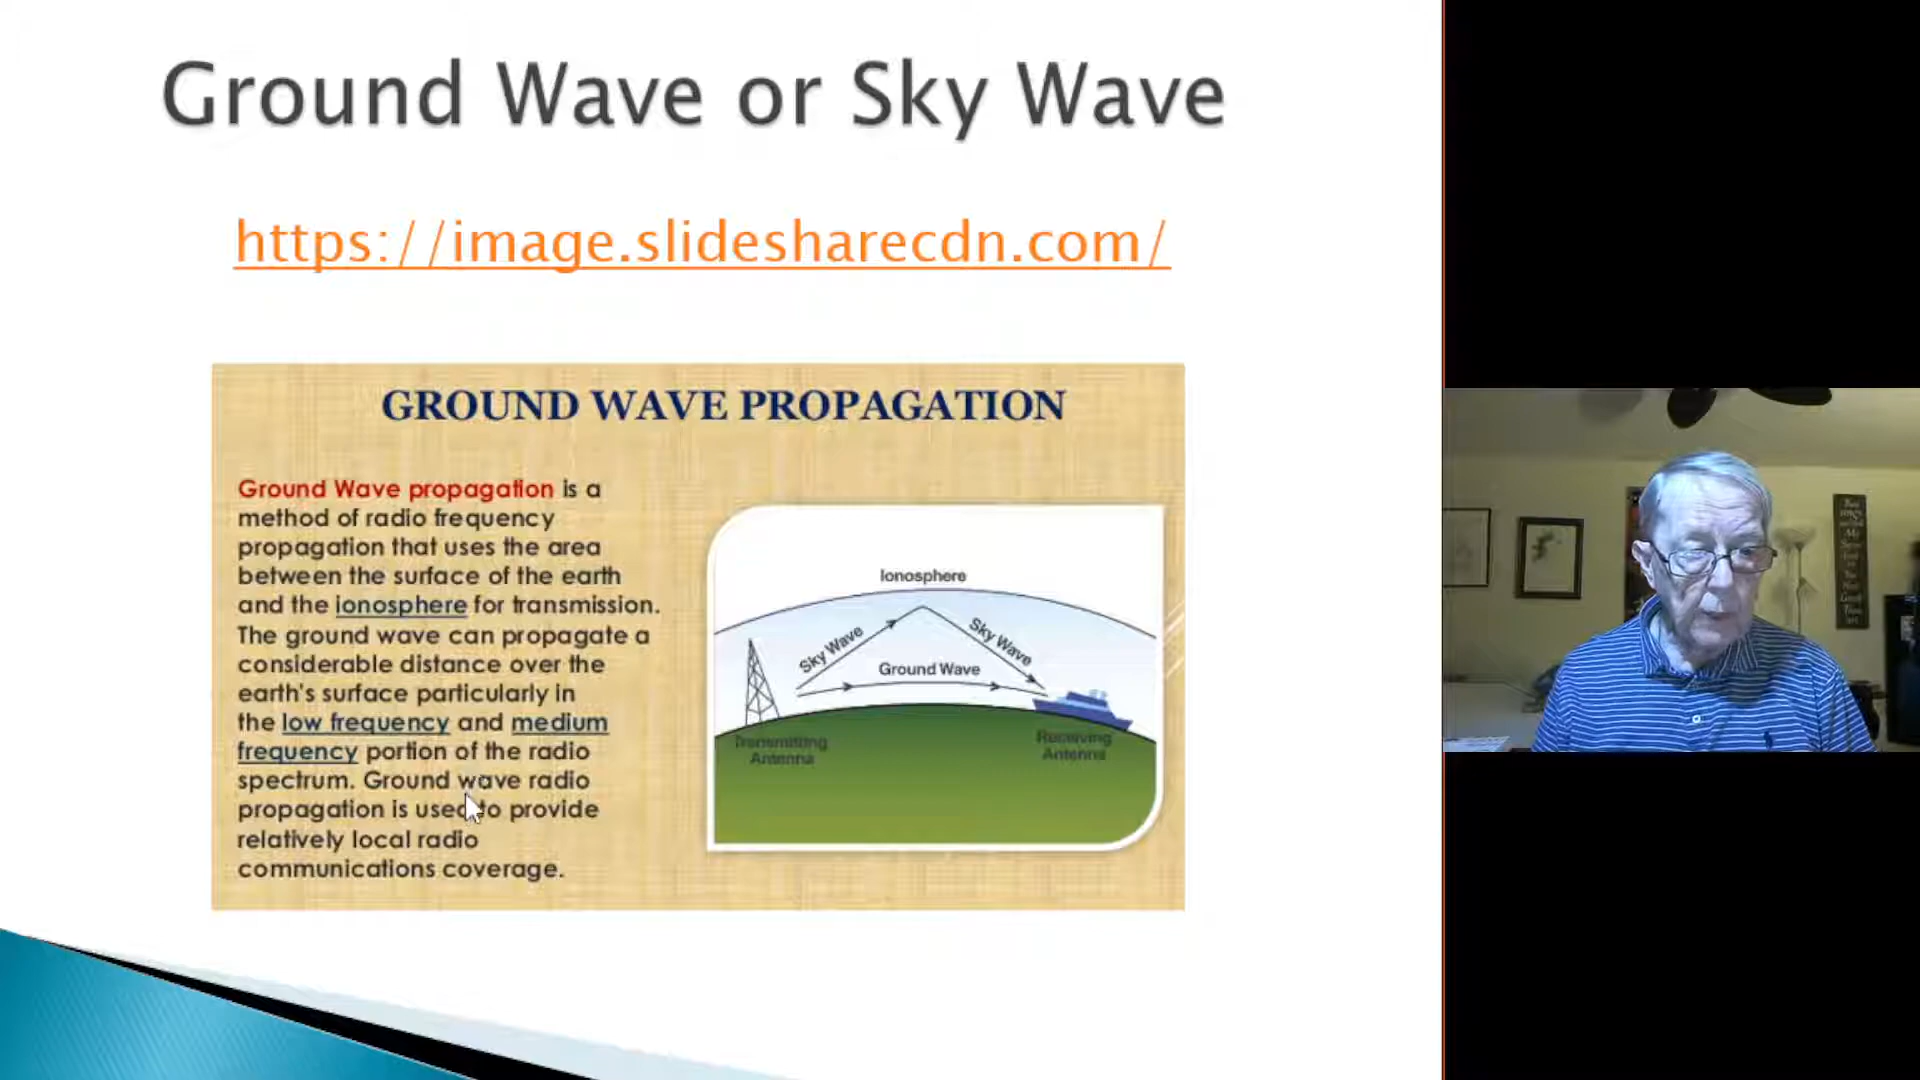 Ground Wave or Sky Wave
https://image.slidesharecdn.com/
GROUND WAVE PROPAGATION
Ground Wave propagation is a
method of radio frequency
propagation that uses the area
between the surface of the earth
and the ionosphere for transmission.
The ground wave can propagate a
considerable distance over the
earth's surface particularly in
the low frequency and medium
frequency portion of the radio
spectrum. Ground wave radio
propagation is used to provide
relatively local radio
communications coverage.
Ionosphere
Sky Wave
Sky Wave
Ground Wave
Transmitting
Antenna
Receiving
Antenna